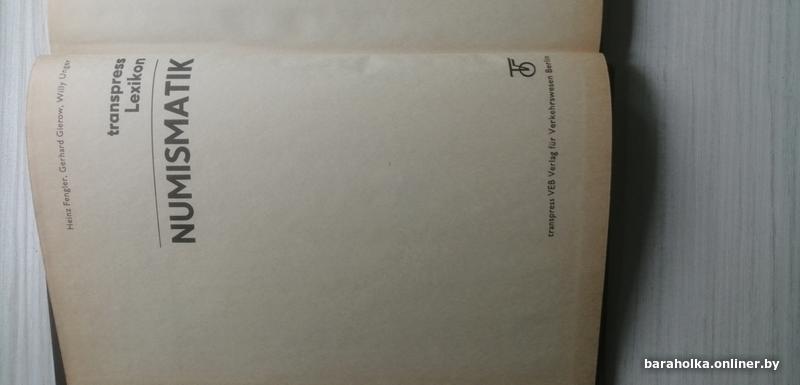 Heinz Fengler, Gerhard Gierow, Willy Unger
transpress
Lexikon
NUMISMATIK
transpress VEB Verlag für Verkehrswesen Berlin
baraholka.onliner.by